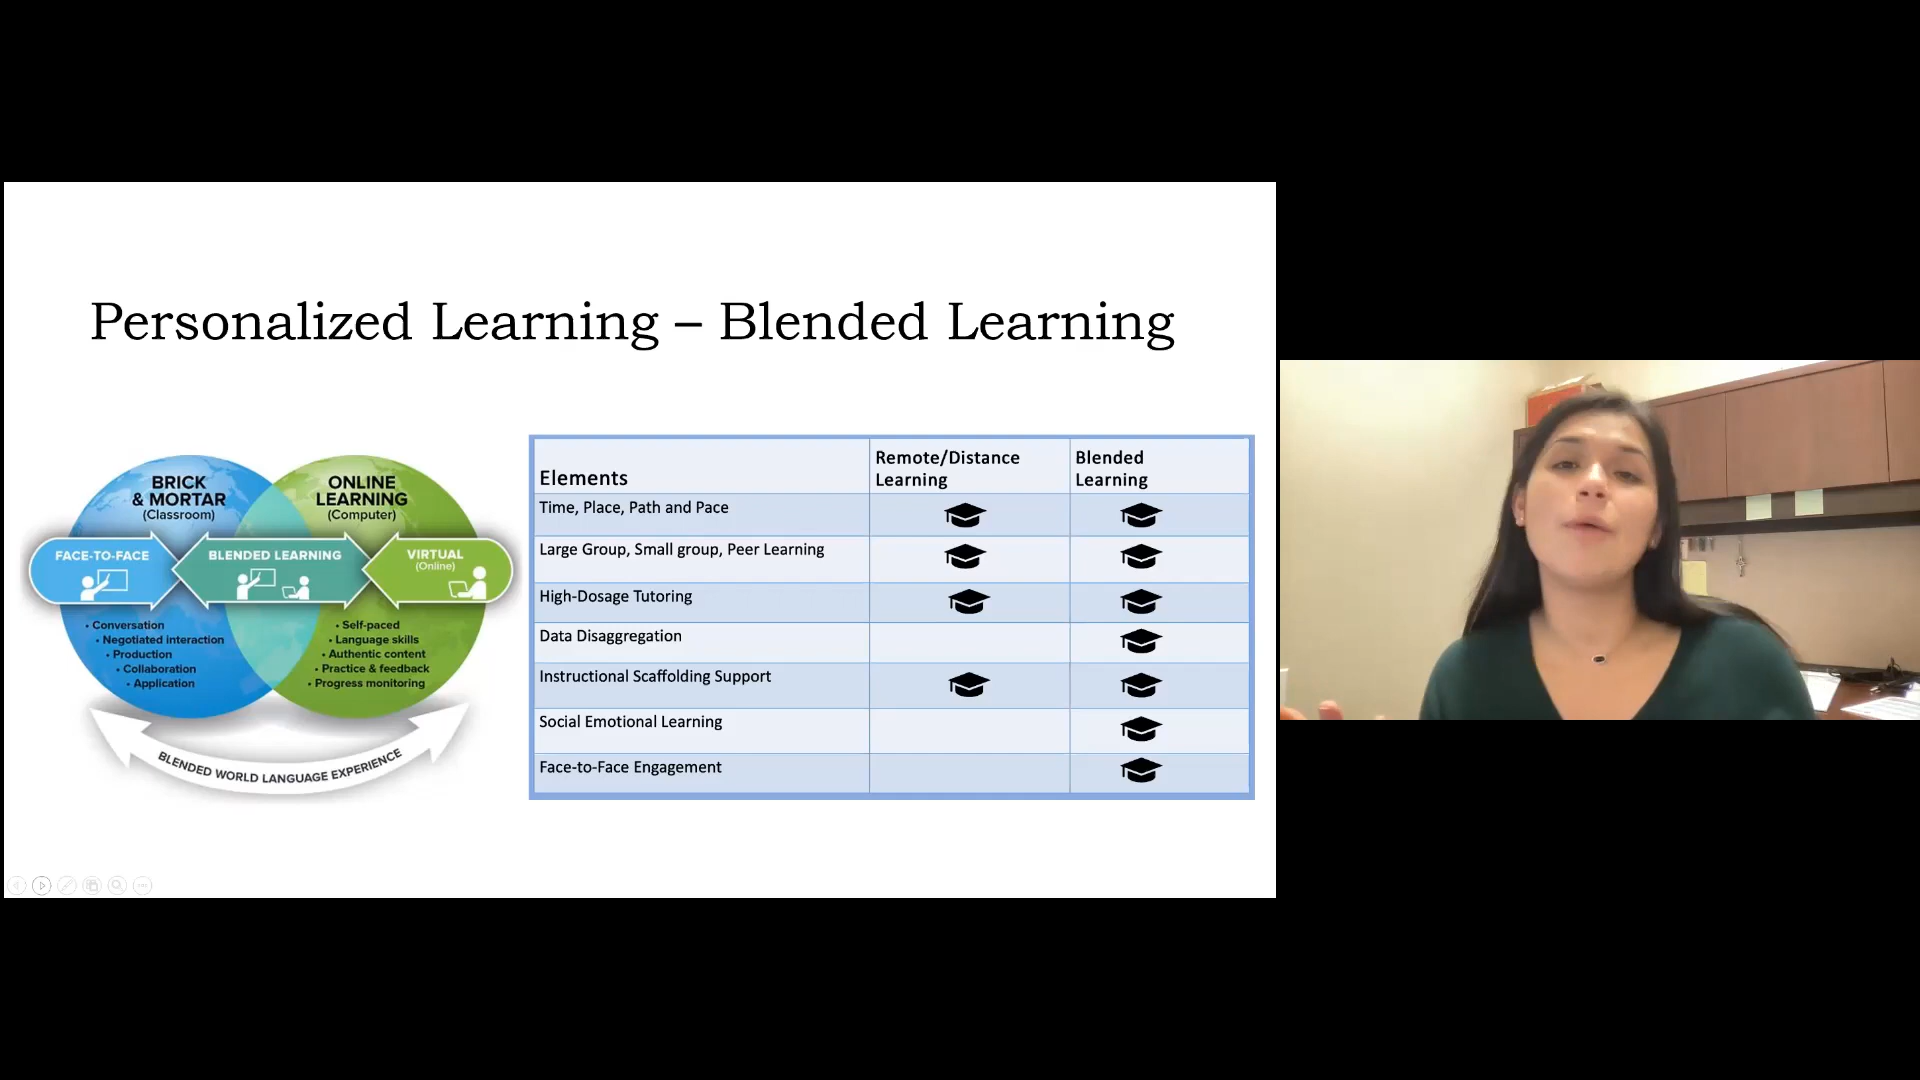 Personalized Learning – Blended Learning
BRICK
& MORTAR
(Classroom)
ONLINE
LEARNING
(Computer)
FACE-TO-FACE
BLENDED LEARNING
VIRTUAL
(Online)
• Conversation
• Negotiated interaction
• Production
• Collaboration
• Application
• Self-paced
• Language skills
• Authentic content
• Practice & feedback
• Progress monitoring
BLENDED WORLD LANGUAGE EXPERIENCE
Elements
Remote/Distance
Learning
Blended
Learning
Time, Place, Path and Pace
Large Group, Small group, Peer Learning
High-Dosage Tutoring
Data Disaggregation
Instructional Scaffolding Support
Social Emotional Learning
Face-to-Face Engagement